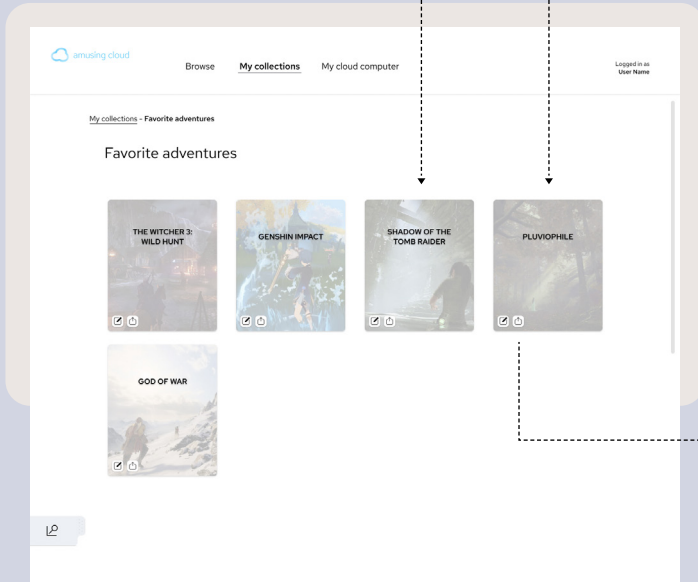 amusing cloud
Browse My collections My cloud computer
Logged in as
User Name
My collections - Favorite adventures
Favorite adventures
THE WITCHER 3:
WILD HUNT
GENSHIN IMPACT
SHADOW OF THE
TOMB RAIDER
PLUVIOPHILE
GOD OF WAR